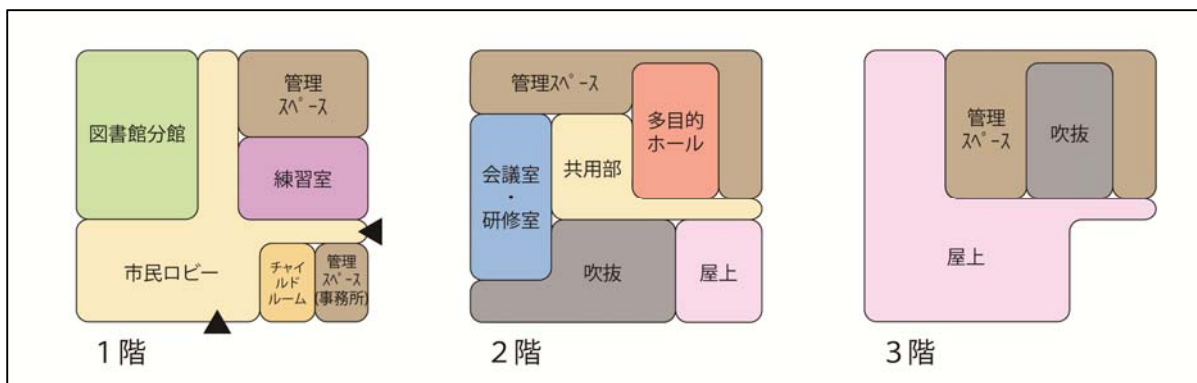 図書館分館
管理
ｽﾍﾟｰｽ
練習室
市民ロビー
チャイ
ルド
ルーム
管理
ｽﾍﾟｰｽ
(事務所)
1階
管理ｽﾍﾟｰｽ
多目的
ホール
会議室
・
研修室
共用部
吹抜
屋上
2階
管理
ｽﾍﾟｰｽ
吹抜
屋上
3階